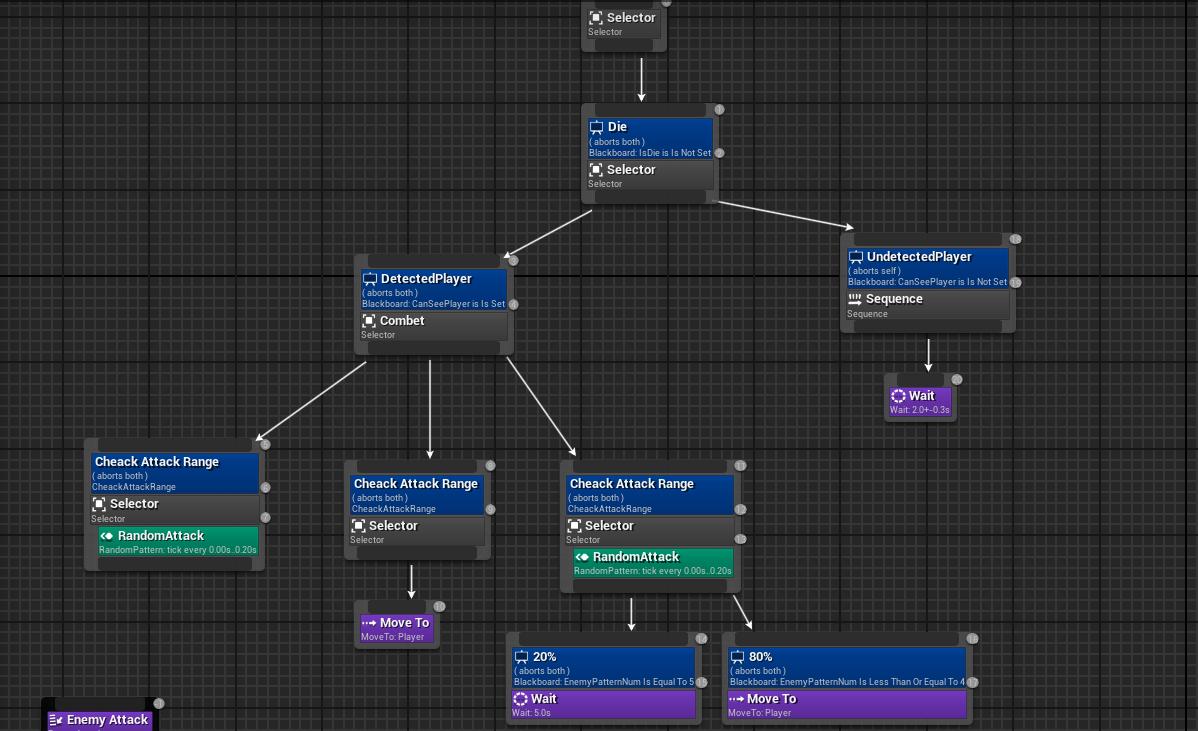 Selector
Selector
Die
( aborts both )
Blackboard: IsDie is Is Not Set
Selector
Selector
DetectedPlayer
( aborts both )
Blackboard: CanSeePlayer is Is Set
Combet
Selector
UndetectedPlayer
( aborts self )
Blackboard: CanSeePlayer is Is Not Set
Sequence
Sequence
Wait
Wait: 2.0+-0.3s
Cheack Attack Range
( aborts both )
CheackAttackRange
Selector
Selector
RandomAttack
RandomPattern: tick every 0.00s..0.20s
Cheack Attack Range
( aborts both )
CheackAttackRange
Selector
Selector
Move To
MoveTo: Player
Cheack Attack Range
( aborts both )
CheackAttackRange
Selector
Selector
RandomAttack
RandomPattern: tick every 0.00s..0.20s
20%
( aborts both )
Blackboard: EnemyPatternNum Is Equal To 5
Wait
Wait: 5.0s
80%
( aborts both )
Blackboard: EnemyPatternNum Is Less Than Or Equal To 4
Move To
MoveTo: Player
Enemy Attack